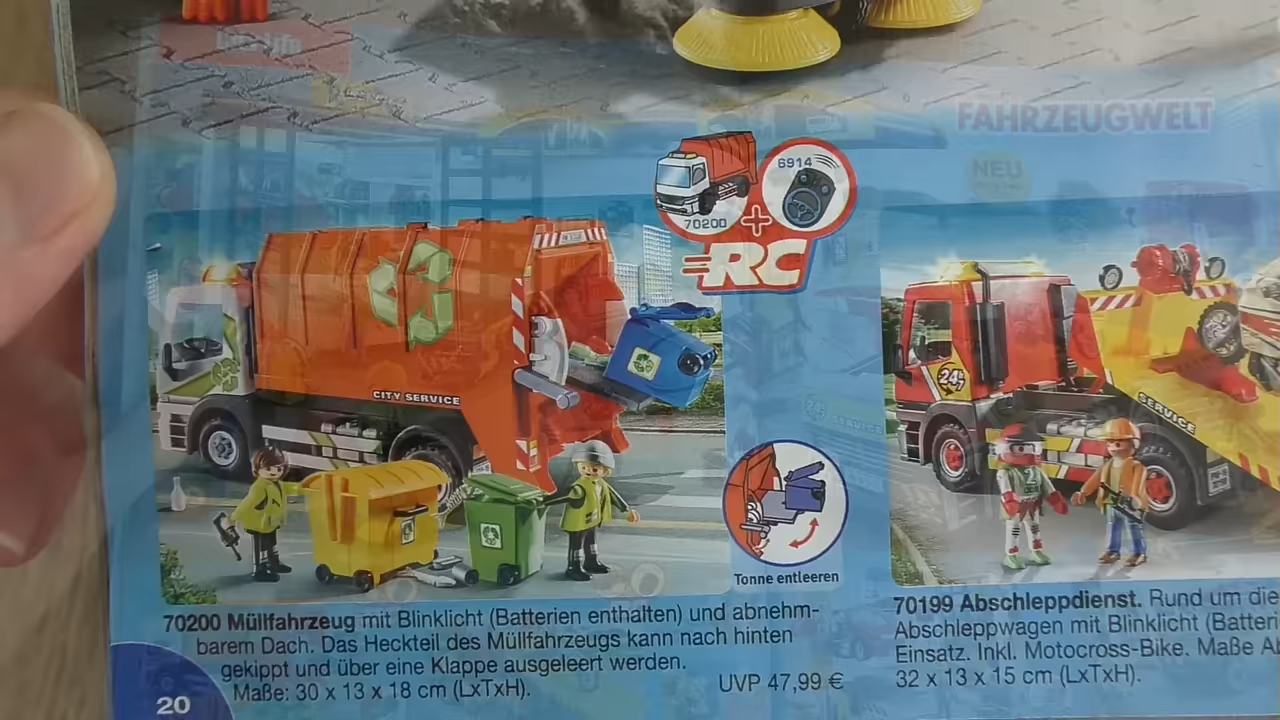 FAHRZEUGWELT
NEU
6914
70200
RC
CITY SERVICE
24/7
SERVICE
Tonne entleeren
70200 Müllfahrzeug mit Blinklicht (Batterien enthalten) und abnehm-
barem Dach. Das Heckteil des Müllfahrzeugs kann nach hinten
gekippt und über eine Klappe ausgeleert werden.
Maße: 30 x 13 x 18 cm (LxTxH).
UVP 47,99 €
70199 Abschleppdienst. Rund um die
Abschleppwagen mit Blinklicht (Batteri
Einsatz. Inkl. Motocross-Bike. Maße Ab
32 x 13 x 15 cm (LxTxH).
20